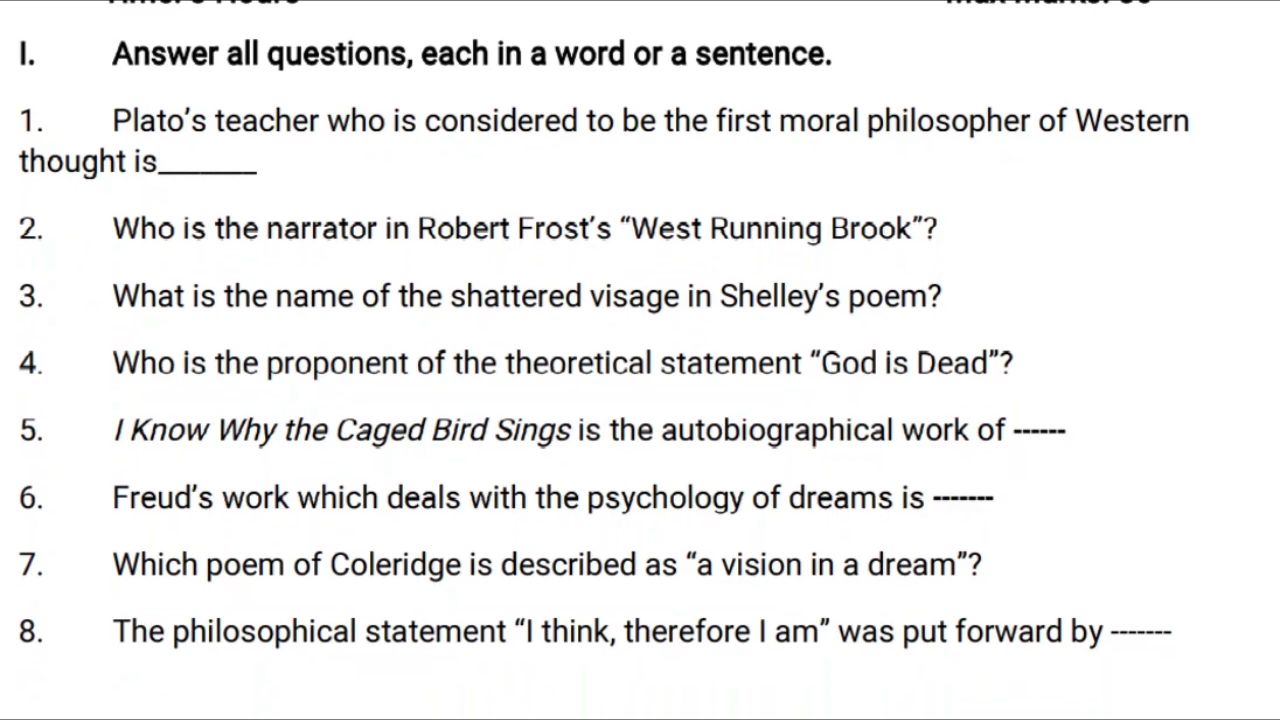 I. Answer all questions, each in a word or a sentence.
1. Plato’s teacher who is considered to be the first moral philosopher of Western
thought is_______
2. Who is the narrator in Robert Frost’s “West Running Brook”?
3. What is the name of the shattered visage in Shelley’s poem?
4. Who is the proponent of the theoretical statement “God is Dead”?
5. I Know Why the Caged Bird Sings is the autobiographical work of ------
6. Freud’s work which deals with the psychology of dreams is -------
7. Which poem of Coleridge is described as “a vision in a dream”?
8. The philosophical statement “I think, therefore I am” was put forward by -------